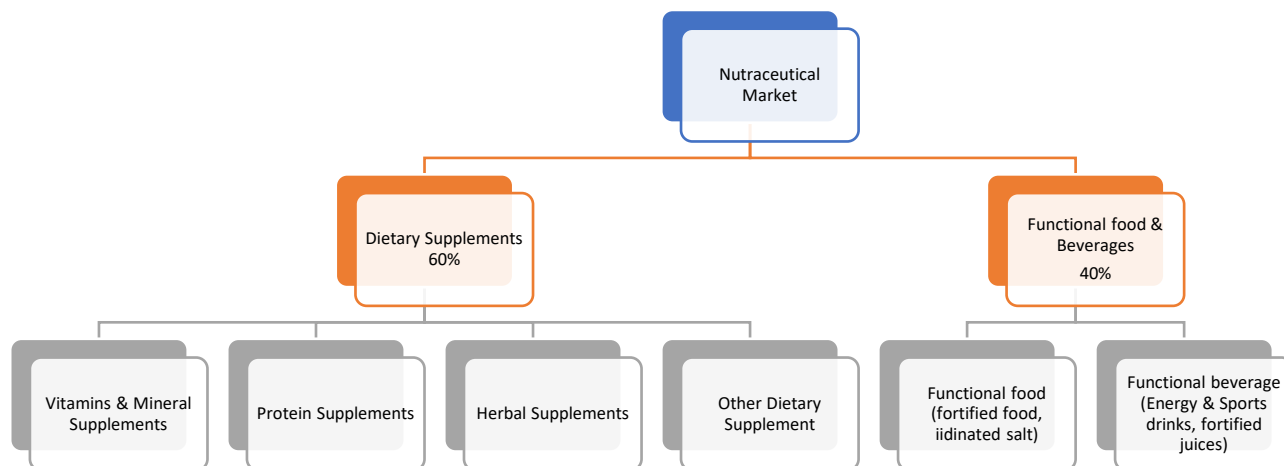 Nutraceutical
Market
Dietary Supplements
60%
Functional food &
Beverages
40%
Vitamins & Mineral
Supplements
Protein Supplements
Herbal Supplements
Other Dietary
Supplement
Functional food
(fortified food,
iidinated salt)
Functional beverage
(Energy & Sports
drinks, fortified
juices)